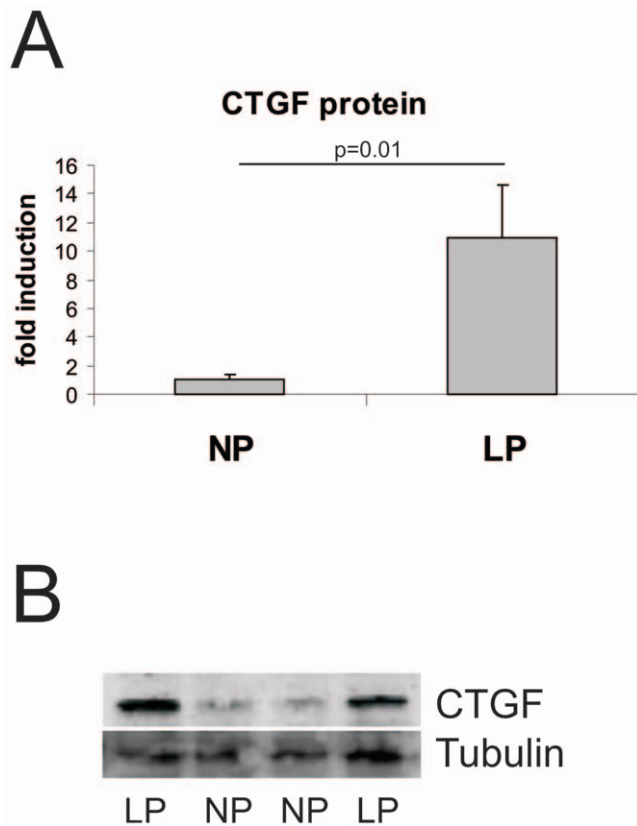 A
CTGF protein
p=0.01
fold induction
16
14
12
10
8
6
4
2
0
NP LP
B
CTGF
Tubulin
LP NP NP LP